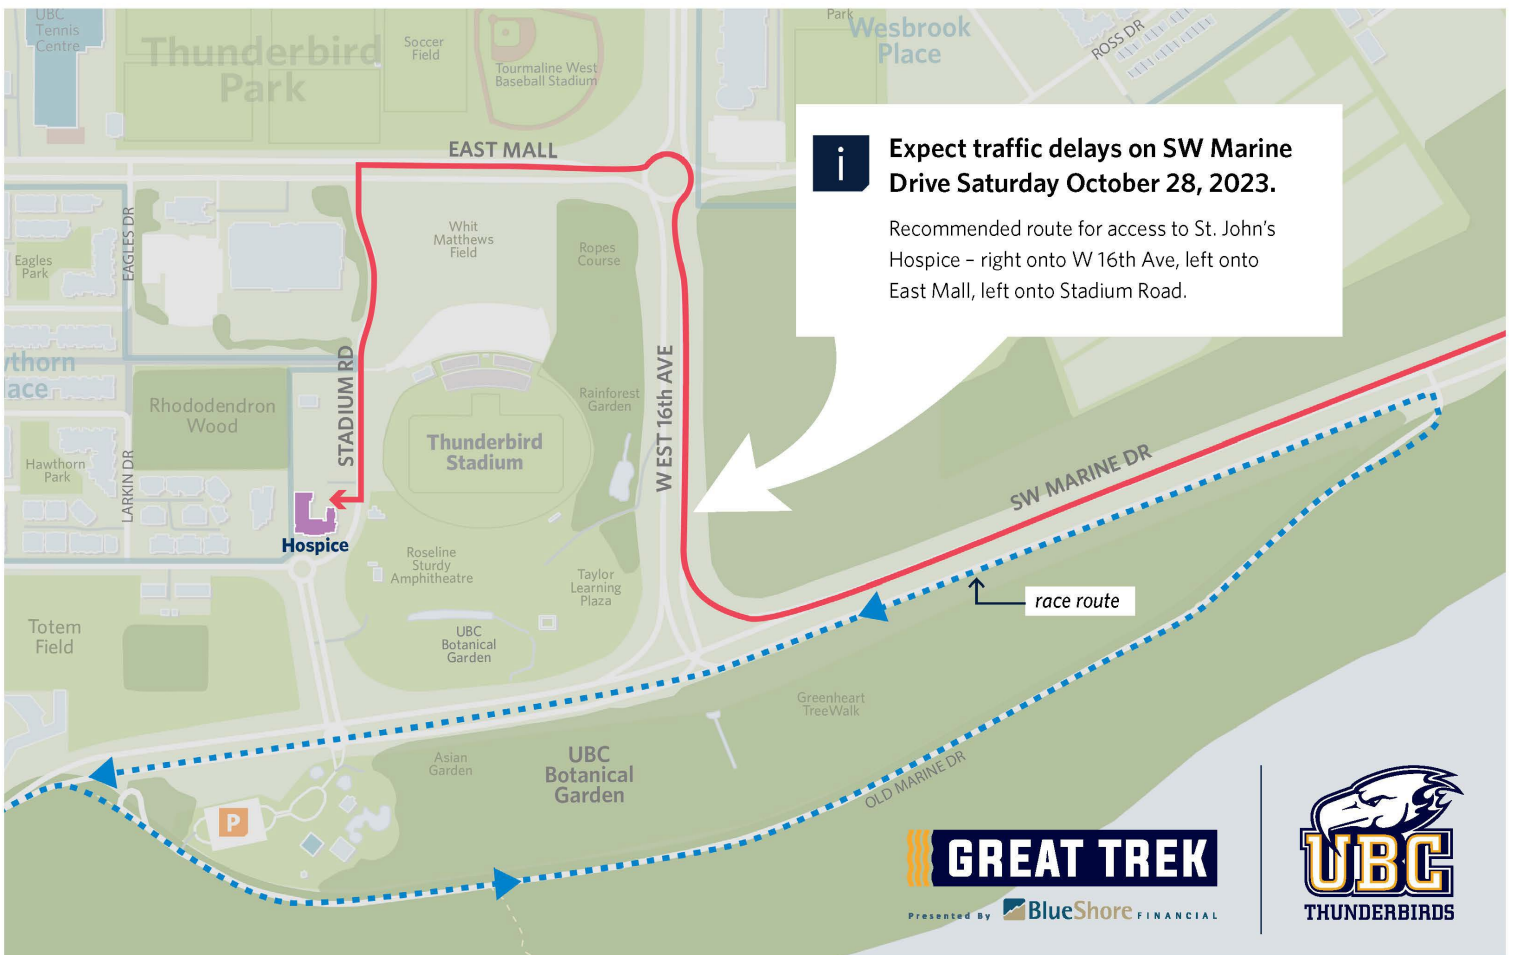 UBC
Tennis
Centre
Thunderbird
Park
Soccer
Field
Tourmaline West
Baseball Stadium
Park
Wesbrook
Place
ROSS DR
EAST MALL
i
Expect traffic delays on SW Marine
Drive Saturday October 28, 2023.
Recommended route for access to St. John's
Hospice – right onto W 16th Ave, left onto
East Mall, left onto Stadium Road.
EAGLES DR
Eagles
Park
Whit
Matthews
Field
Ropes
Course
ythorn
ace
Rhododendron
Wood
STADIUM RD
Thunderbird
Stadium
Rainforest
Garden
WEST 16th AVE
Hawthorn
Park
LARKIN DR
SW MARINE DR
Hospice
Roseline
Sturdy
Amphitheatre
Taylor
Learning
Plaza
race route
Totem
Field
UBC
Botanical
Garden
Greenheart
TreeWalk
Asian
Garden
UBC
Botanical
Garden
OLD MARINE DR
P
GREAT TREK
Presented By BlueShore FINANCIAL
UBC
THUNDERBIRDS